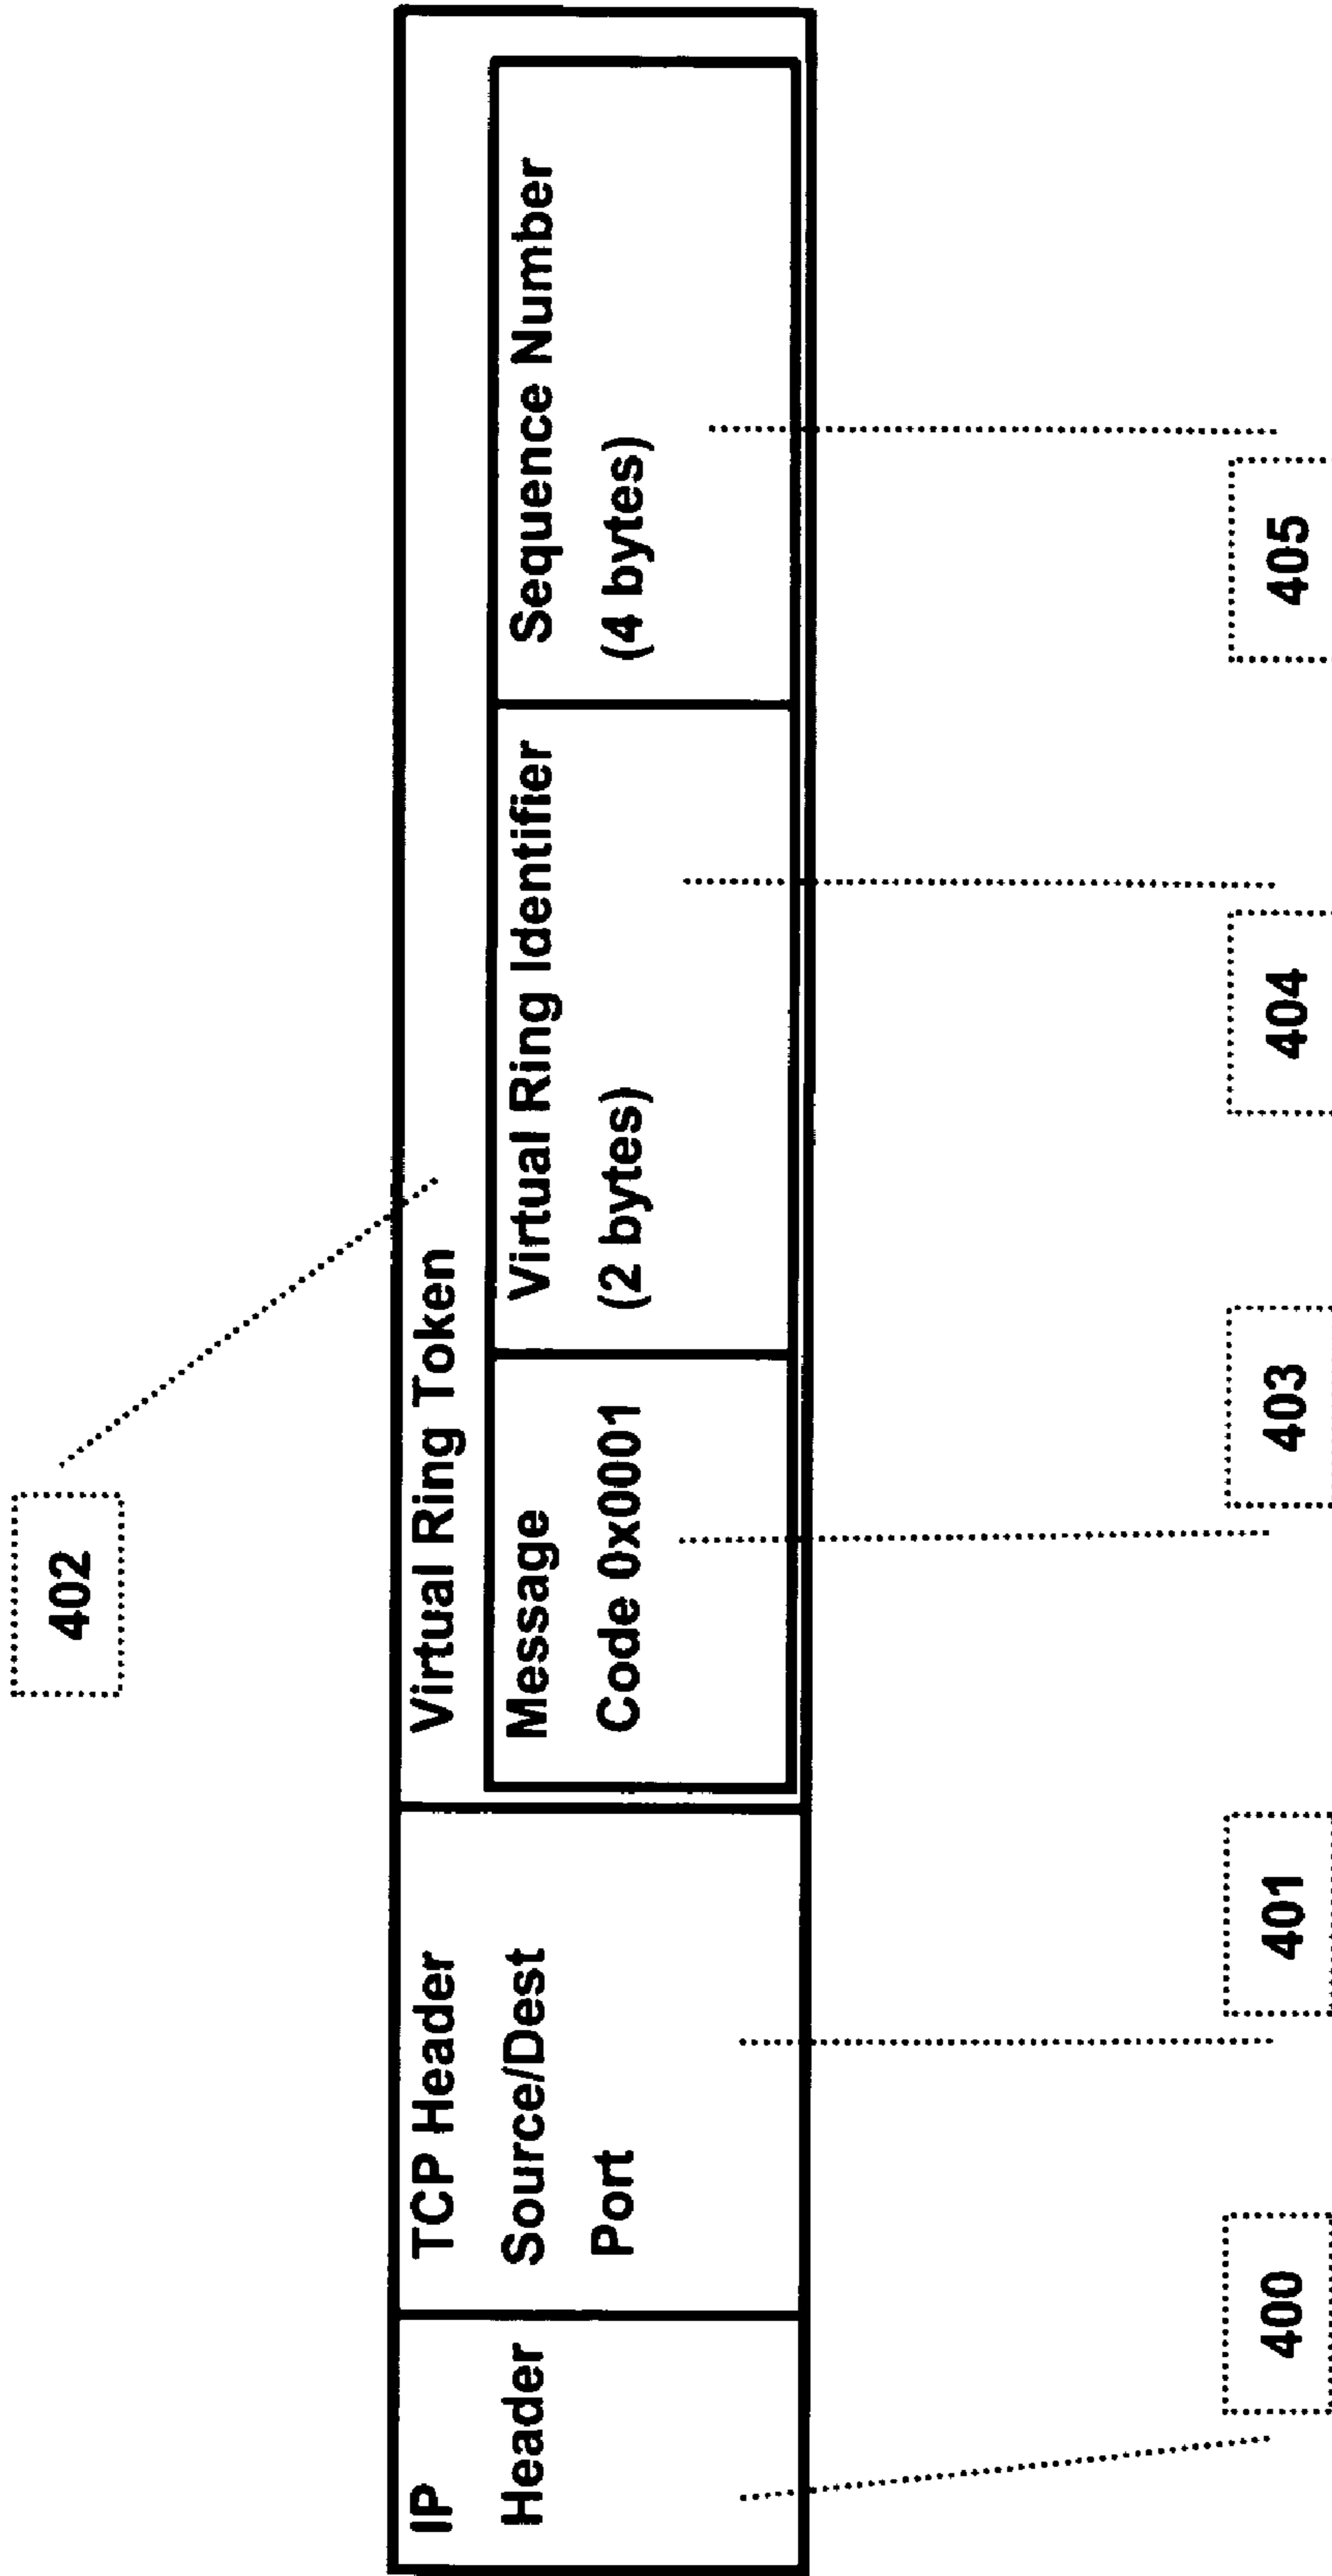 402
IP
Header
TCP Header
Source/Dest
Port
Virtual Ring Token
Message
Code 0x0001
Virtual Ring Identifier
(2 bytes)
Sequence Number
(4 bytes)
400
401
403
404
405